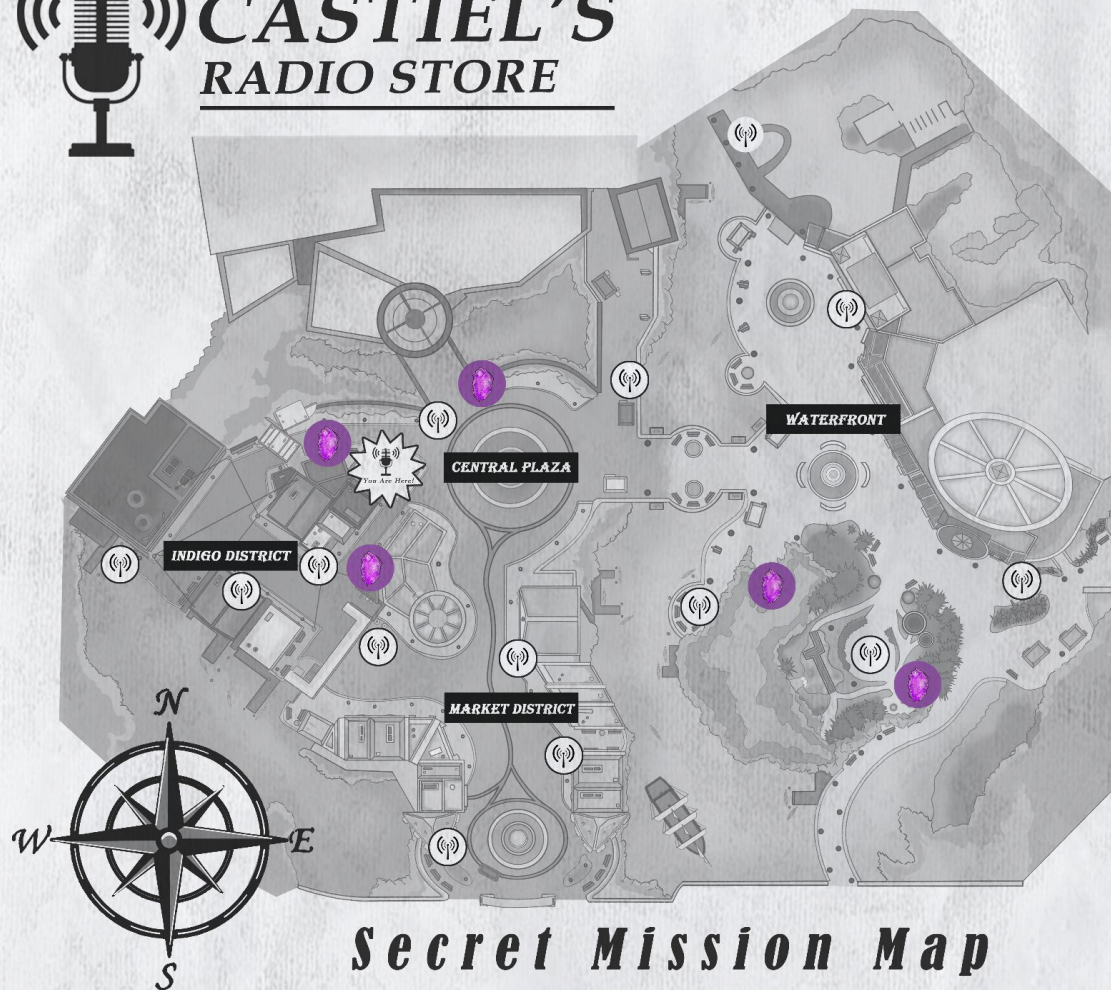 CASTIEL'S
RADIO STORE
WATERFRONT
CENTRAL PLAZA
You Are Here!
INDIGO DISTRICT
MARKET DISTRICT
N
W
E
S
Secret Mission Map